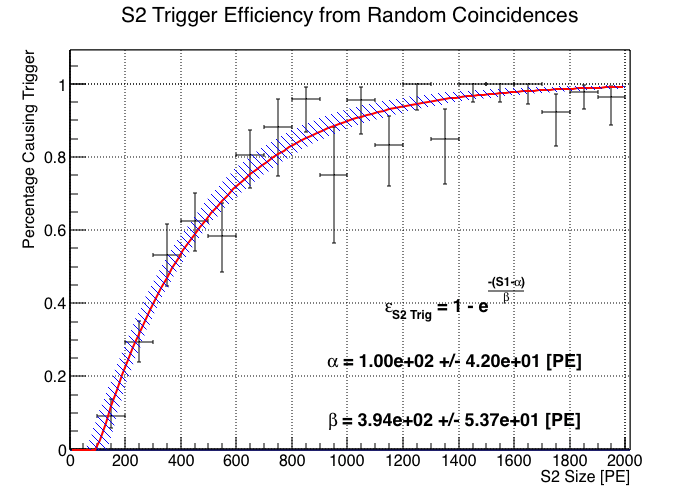 S2 Trigger Efficiency from Random Coincidences
Percentage Causing Trigger
1
0.8
0.6
0.4
0.2
0
ε_S2 Trig = 1 - e^(-(S1-α)/β)
α = 1.00e+02 +/- 4.20e+01 [PE]
β = 3.94e+02 +/- 5.37e+01 [PE]
0 200 400 600 800 1000 1200 1400 1600 1800 2000
S2 Size [PE]